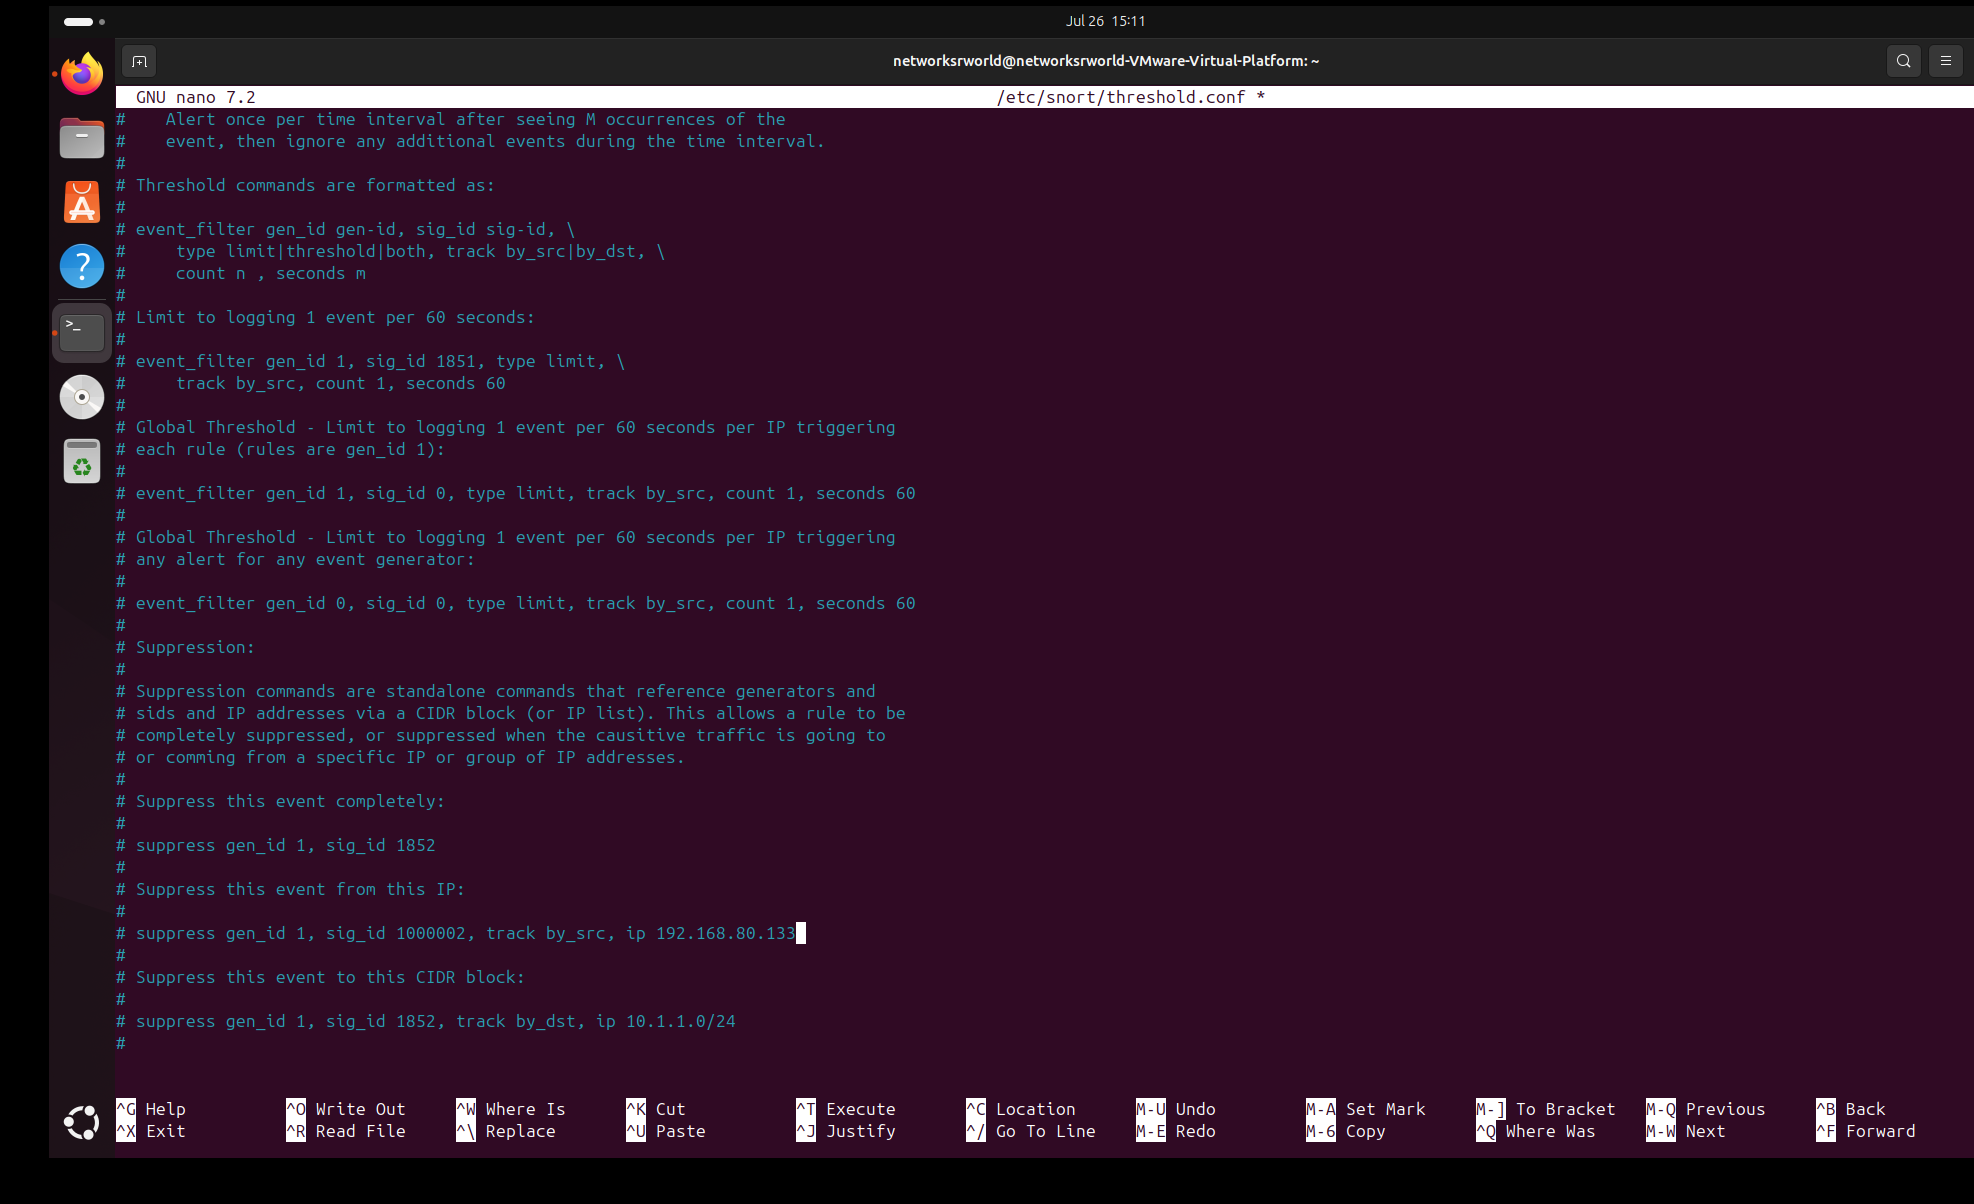 Jul 26 15:11
networksrworld@networksrworld-VMware-Virtual-Platform: ~
GNU nano 7.2 /etc/snort/threshold.conf *
#    Alert once per time interval after seeing M occurrences of the
#    event, then ignore any additional events during the time interval.
#
# Threshold commands are formatted as:
#
# event_filter gen_id gen-id, sig_id sig-id, \
#     type limit|threshold|both, track by_src|by_dst, \
#     count n , seconds m
#
# Limit to logging 1 event per 60 seconds:
#
# event_filter gen_id 1, sig_id 1851, type limit, \
#     track by_src, count 1, seconds 60
#
# Global Threshold - Limit to logging 1 event per 60 seconds per IP triggering
# each rule (rules are gen_id 1):
#
# event_filter gen_id 1, sig_id 0, type limit, track by_src, count 1, seconds 60
#
# Global Threshold - Limit to logging 1 event per 60 seconds per IP triggering
# any alert for any event generator:
#
# event_filter gen_id 0, sig_id 0, type limit, track by_src, count 1, seconds 60
#
# Suppression:
#
# Suppression commands are standalone commands that reference generators and
# sids and IP addresses via a CIDR block (or IP list). This allows a rule to be
# completely suppressed, or suppressed when the causitive traffic is going to
# or comming from a specific IP or group of IP addresses.
#
# Suppress this event completely:
#
# suppress gen_id 1, sig_id 1852
#
# Suppress this event from this IP:
#
# suppress gen_id 1, sig_id 1000002, track by_src, ip 192.168.80.133
#
# Suppress this event to this CIDR block:
#
# suppress gen_id 1, sig_id 1852, track by_dst, ip 10.1.1.0/24
#
^G Help ^O Write Out ^W Where Is ^K Cut ^T Execute ^C Location M-U Undo M-A Set Mark M-] To Bracket M-Q Previous ^B Back
^X Exit ^R Read File ^\ Replace ^U Paste ^J Justify ^/ Go To Line M-E Redo M-6 Copy ^Q Where Was M-W Next ^F Forward